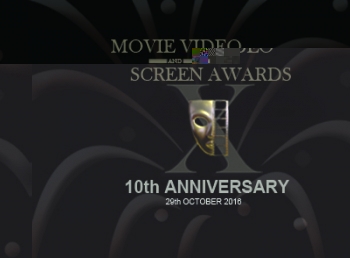 MOVIE VIDEO
AND
SCREEN AWARDS
10th ANNIVERSARY
29th OCTOBER 2016